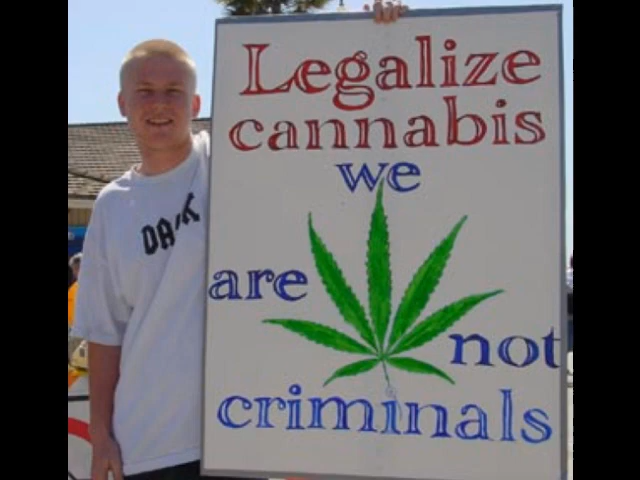 Legalize
cannabis
we
are not
criminals